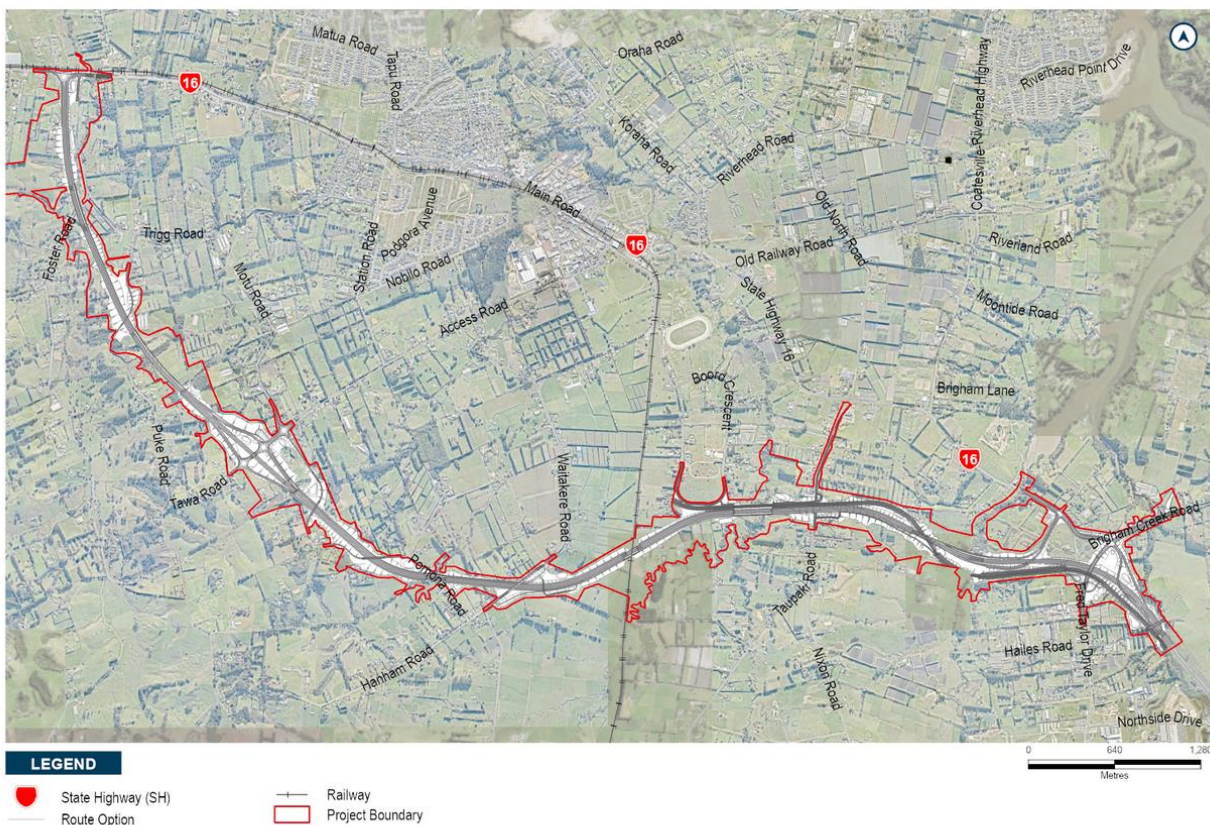 Matua Road
Tapu Road
Oraha Road
Coatesville-Riverhead Highway
Riverhead Point Drive
16
Koraha Road
Riverhead Road
Main Road
Old North Road
Podgora Avenue
Station Road
Foster Road
Trigg Road
16
Old Railway Road
Riverland Road
Nobilo Road
Motu Road
State Highway 16
Access Road
Moontide Road
Boord Crescent
Brigham Lane
Puke Road
Tawa Road
Waitakere Road
16
Brigham Creek Road
Pomona Road
Taupaki Road
Fred Taylor Drive
Hanham Road
Nixon Road
Hailes Road
Northside Drive
0 640 1,280
Metres
LEGEND
State Highway (SH)
Railway
Route Option
Project Boundary